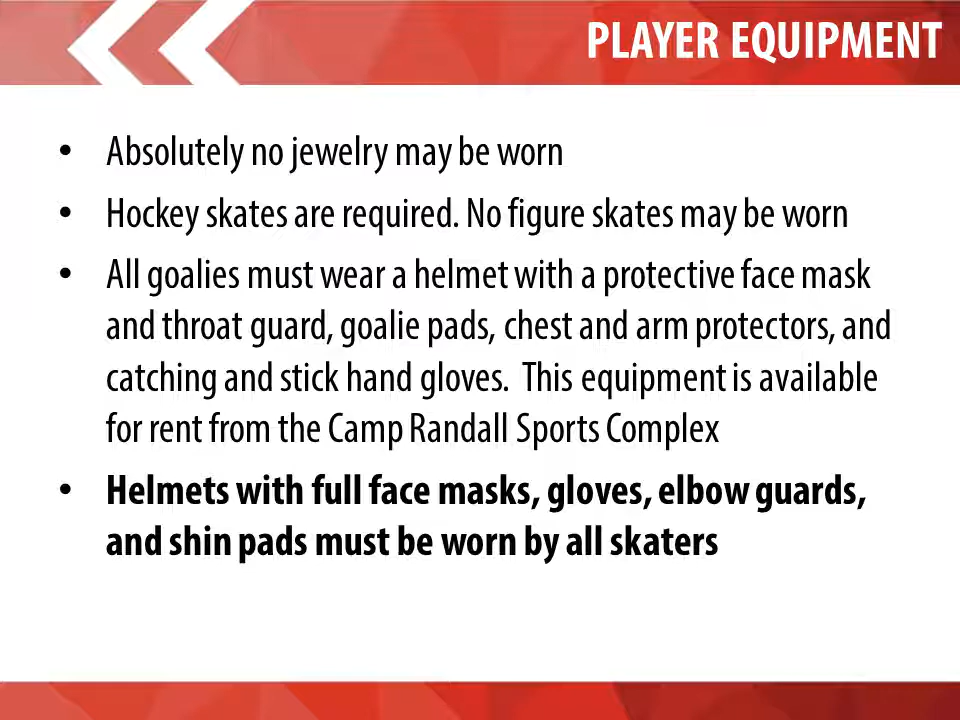 PLAYER EQUIPMENT
• Absolutely no jewelry may be worn
• Hockey skates are required. No figure skates may be worn
• All goalies must wear a helmet with a protective face mask
and throat guard, goalie pads, chest and arm protectors, and
catching and stick hand gloves.  This equipment is available
for rent from the Camp Randall Sports Complex
• Helmets with full face masks, gloves, elbow guards,
and shin pads must be worn by all skaters